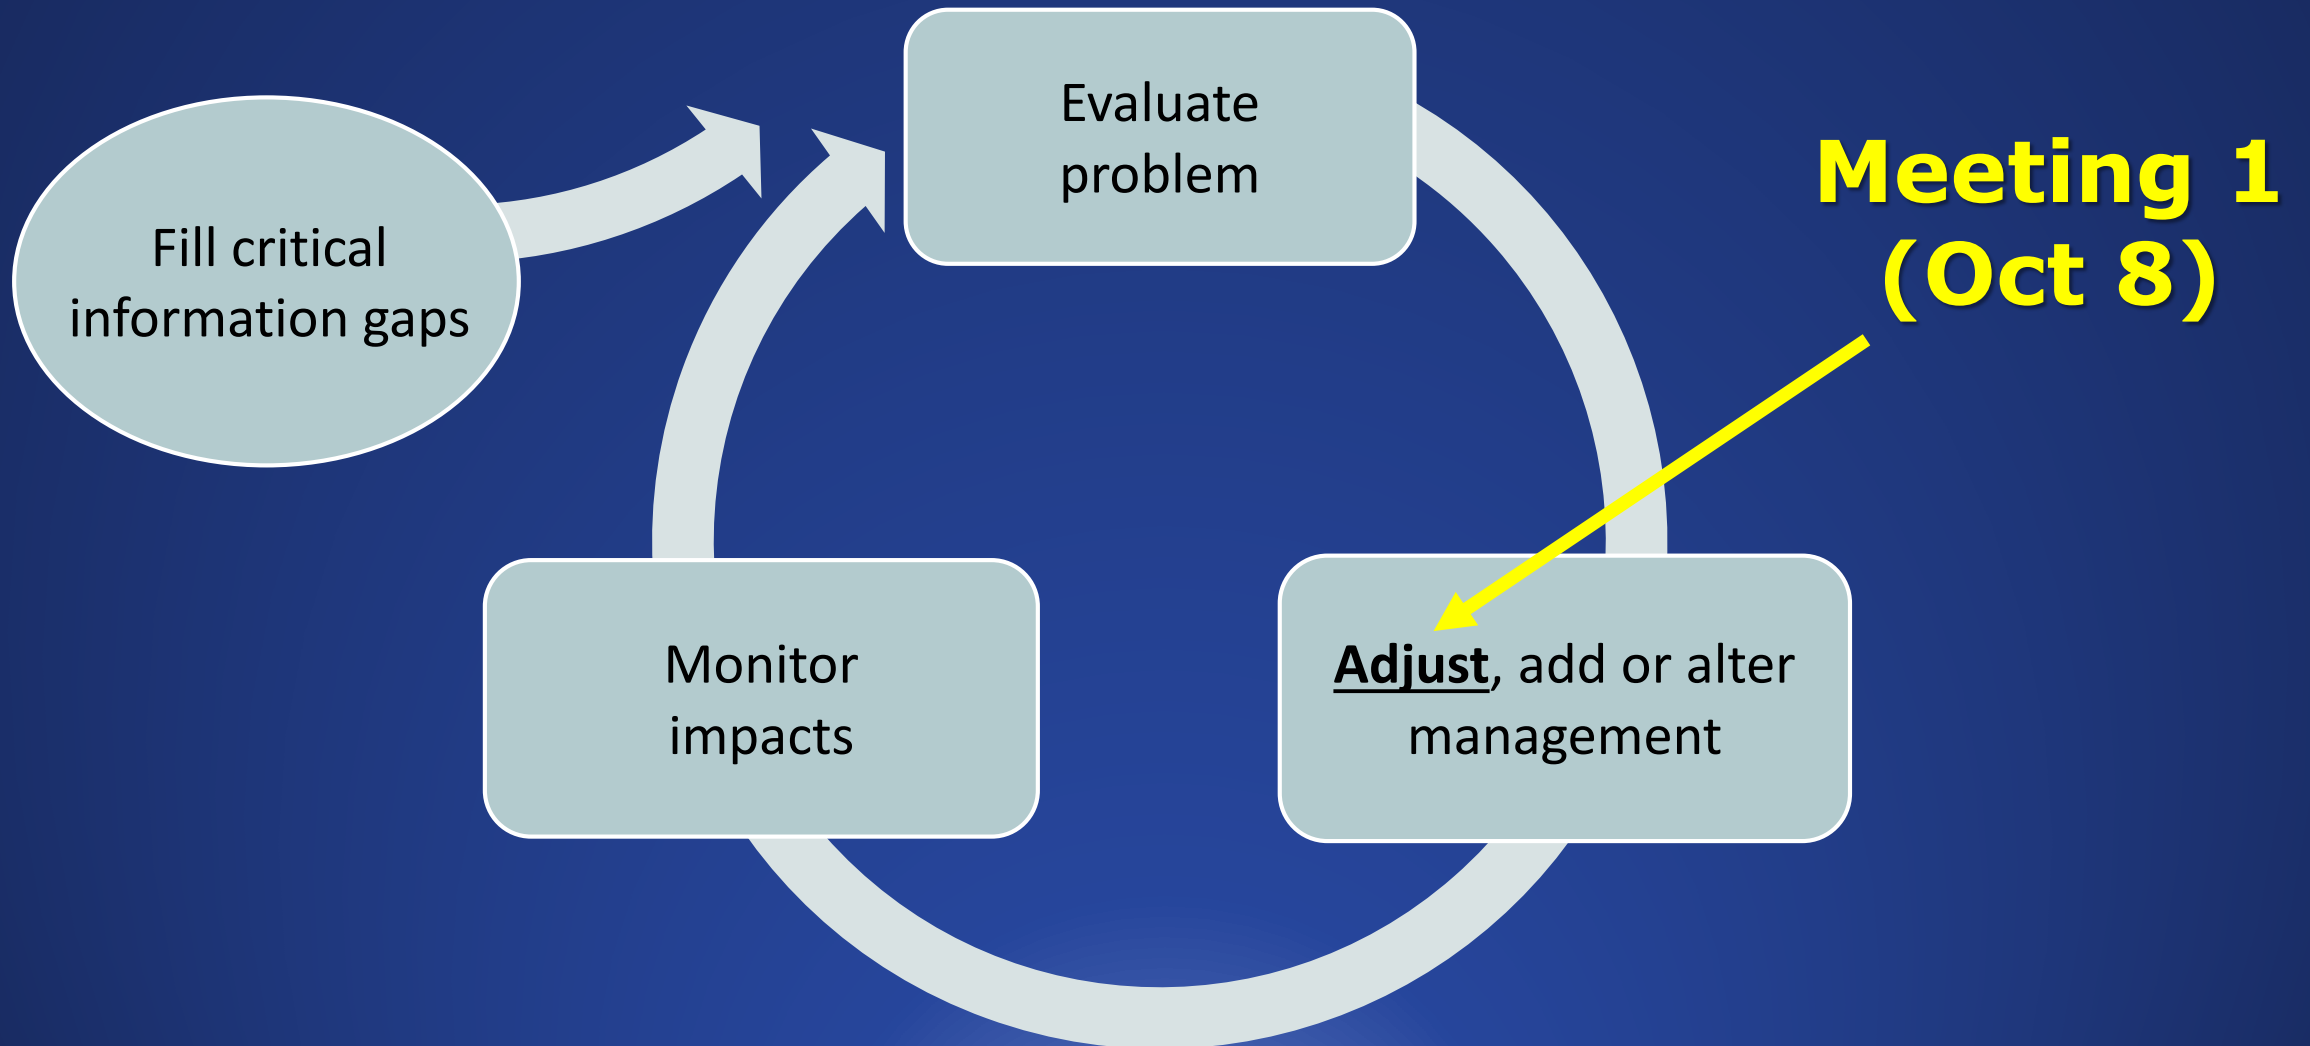 Evaluate
problem
Meeting 1
(Oct 8)
Fill critical
information gaps
Monitor
impacts
Adjust, add or alter
management